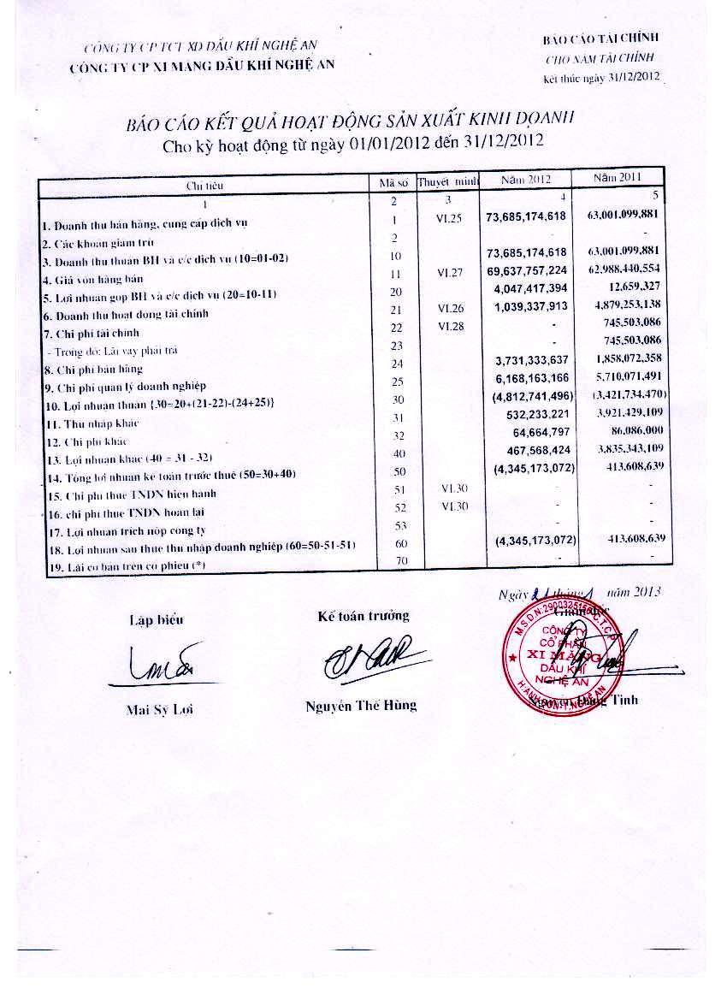 CÔNG TY CP TCT XD DẦU KHÍ NGHỆ AN
CÔNG TY CP XI MĂNG DẦU KHÍ NGHỆ AN
BÁO CÁO TÀI CHÍNH
CHO NĂM TÀI CHÍNH
kết thúc ngày 31/12/2012
BÁO CÁO KẾT QUẢ HOẠT ĐỘNG SẢN XUẤT KINH DOANH
Cho kỳ hoạt động từ ngày 01/01/2012 đến 31/12/2012
Chỉ tiêu Mã số Thuyết minh Năm 2012 Năm 2011
1 2 3 4 5
1. Doanh thu bán hàng, cung cấp dịch vụ 1 VI.25 73,685,174,618 63,001,099,881
2. Các khoản giảm trừ 2 - -
3. Doanh thu thuần BH và c/c dịch vụ (10=01-02) 10 73,685,174,618 63,001,099,881
4. Giá vốn hàng bán 11 VI.27 69,637,757,224 62,988,440,554
5. Lợi nhuận gộp BH và c/c dịch vụ (20=10-11) 20 4,047,417,394 12,659,327
6. Doanh thu hoạt động tài chính 21 VI.26 1,039,337,913 4,879,253,138
7. Chi phí tài chính 22 VI.28 - 745,503,086
- Trong đó: Lãi vay phải trả 23 - 745,503,086
8. Chi phí bán hàng 24 3,731,333,637 1,858,072,358
9. Chi phí quản lý doanh nghiệp 25 6,168,163,166 5,710,071,491
10. Lợi nhuận thuần {30=20+(21-22)-(24+25)} 30 (4,812,741,496) (3,421,734,470)
11. Thu nhập khác 31 532,233,221 3,921,429,109
12. Chi phí khác 32 64,664,797 86,086,000
13. Lợi nhuận khác (40 = 31 - 32) 40 467,568,424 3,835,343,109
14. Tổng lợi nhuận kế toán trước thuế (50=30+40) 50 (4,345,173,072) 413,608,639
15. Chi phí thuế TNDN hiện hành 51 VI.30 - -
16. chi phí thuế TNDN hoãn lại 52 VI.30 - -
17. Lợi nhuận trích nộp công ty 53 -
18. Lợi nhuận sau thuế thu nhập doanh nghiệp (60=50-51-51) 60 (4,345,173,072) 413,608,639
19. Lãi cơ bản trên cổ phiếu (*) 70 - -
Ngày 21 tháng 1 năm 2013
Lập biểu Kế toán trưởng Giám đốc
M.S.D.N:2900325156-C.T.C.P
CÔNG TY
CỔ PHẦN
XI MĂNG
DẦU KHÍ
NGHỆ AN
H.ANH SƠN-T.NGHỆ AN
Mai Sỹ Lợi Nguyễn Thế Hùng Nguyễn Đăng Tịnh